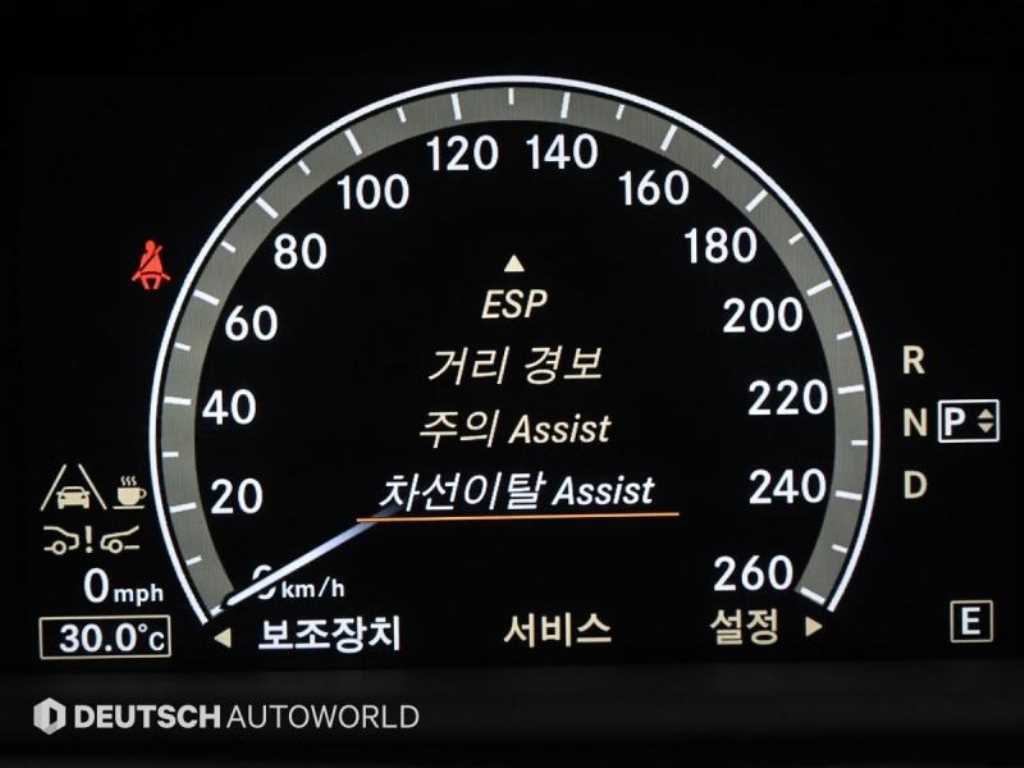 120 140
100 160
80 180
ESP
60 200
거리 경보
R
40 220
주의 Assist
N P
차선이탈 Assist
20 240
D
0 mph
0 km/h
260
30.0°C
보조장치 서비스 설정
E
DEUTSCH AUTOWORLD